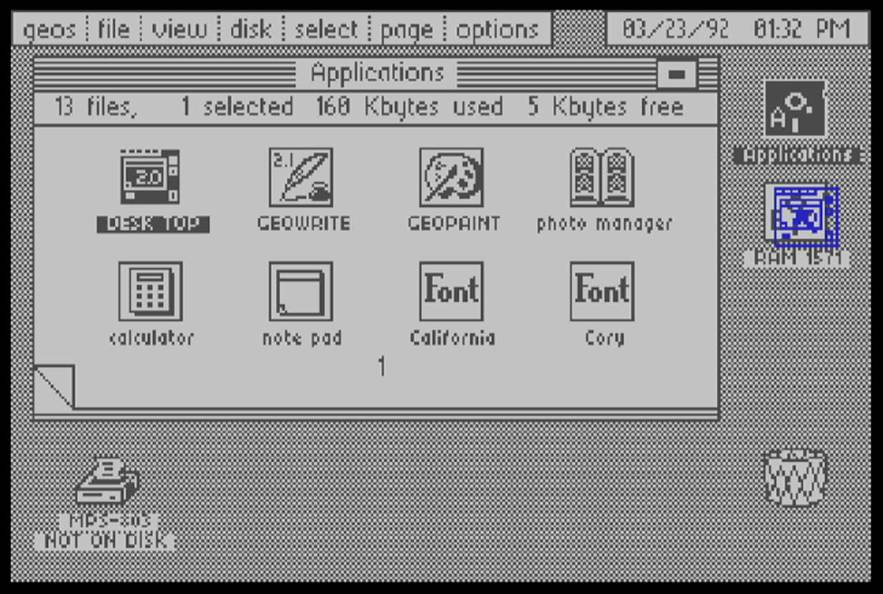 geos file view disk select page options 03/23/92 01:32 PM
Applications
13 files, 1 selected 160 Kbytes used 5 Kbytes free
2.0 2.1
DESK TOP GEOWRITE GEOPAINT photo manager
Font Font
calculator note pad California Cory
1
A
Applications
RAM 1571
MPS-803
NOT ON DISK